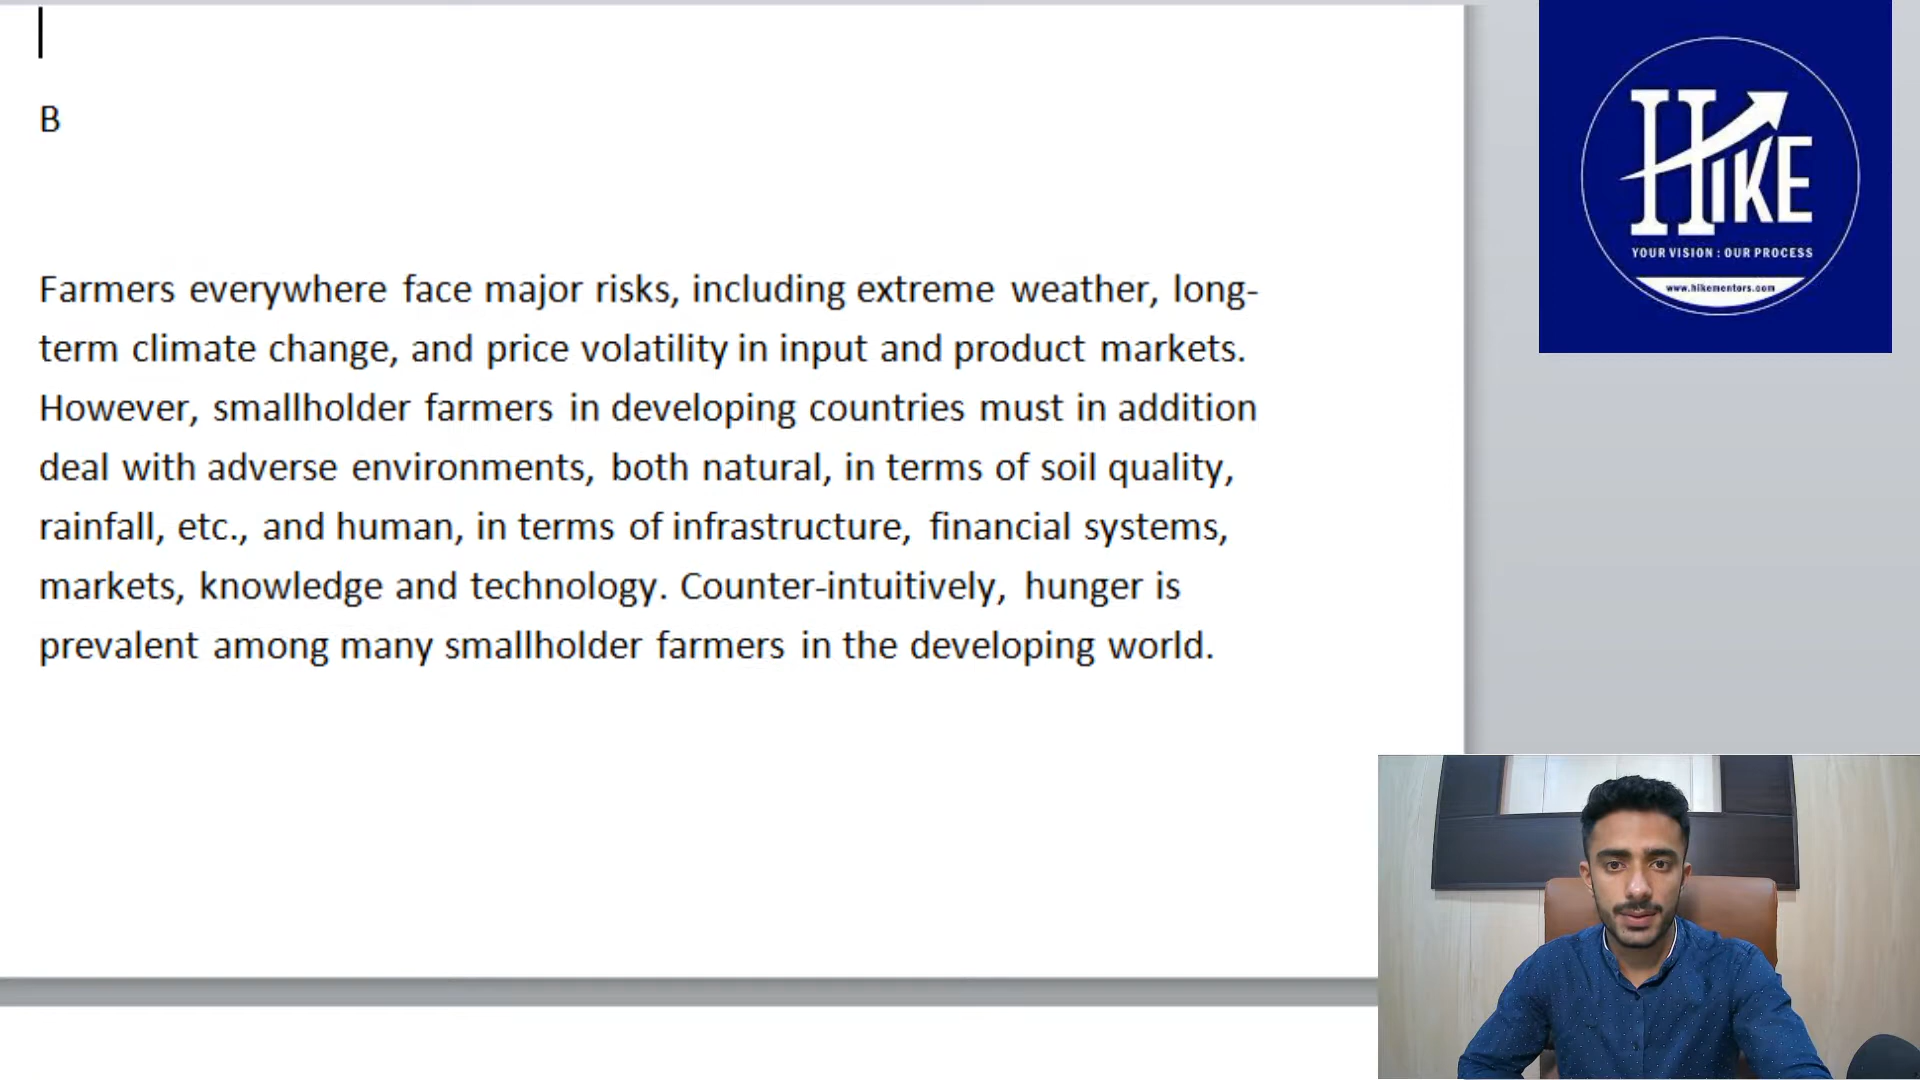 B
Farmers everywhere face major risks, including extreme weather, long-
term climate change, and price volatility in input and product markets.
However, smallholder farmers in developing countries must in addition
deal with adverse environments, both natural, in terms of soil quality,
rainfall, etc., and human, in terms of infrastructure, financial systems,
markets, knowledge and technology. Counter-intuitively, hunger is
prevalent among many smallholder farmers in the developing world.
HIKE
YOUR VISION : OUR PROCESS
www.hikementors.com